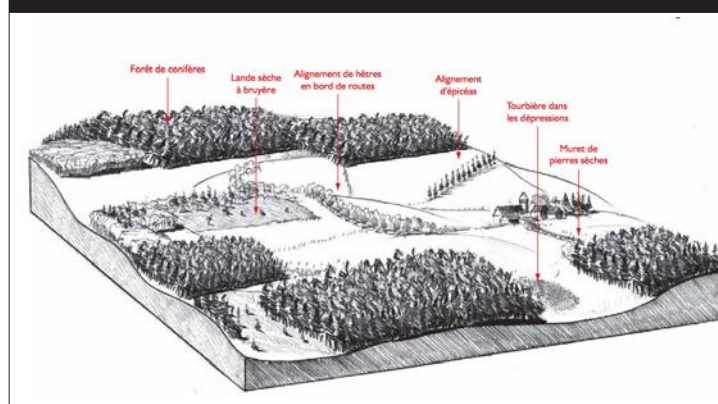 Forêt de conifères
Lande sèche
à bruyère
Alignement de hêtres
en bord de routes
Alignement
d'épicéas
Tourbière dans
les dépressions
Muret de
pierres sèches